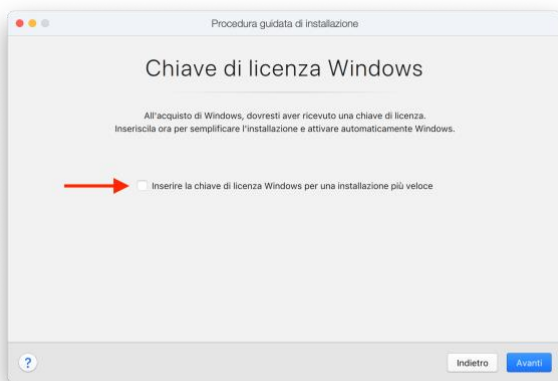 Procedura guidata di installazione
Chiave di licenza Windows
All'acquisto di Windows, dovresti aver ricevuto una chiave di licenza.
Inseriscila ora per semplificare l'installazione e attivare automaticamente Windows.
Inserire la chiave di licenza Windows per una installazione più veloce
?
Indietro
Avanti